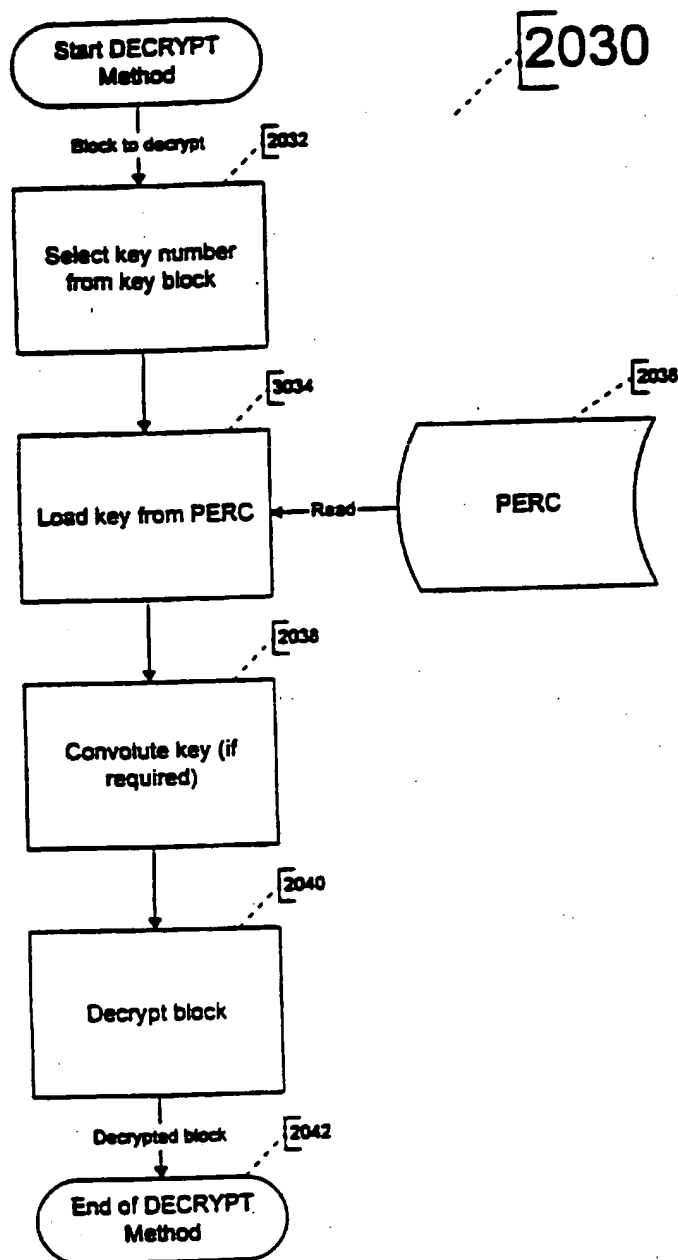 Start DECRYPT
Method
2030
Block to decrypt
2032
Select key number
from key block
3034
2036
Load key from PERC
Read
PERC
2038
Convolute key (if
required)
2040
Decrypt block
Decrypted block
2042
End of DECRYPT
Method